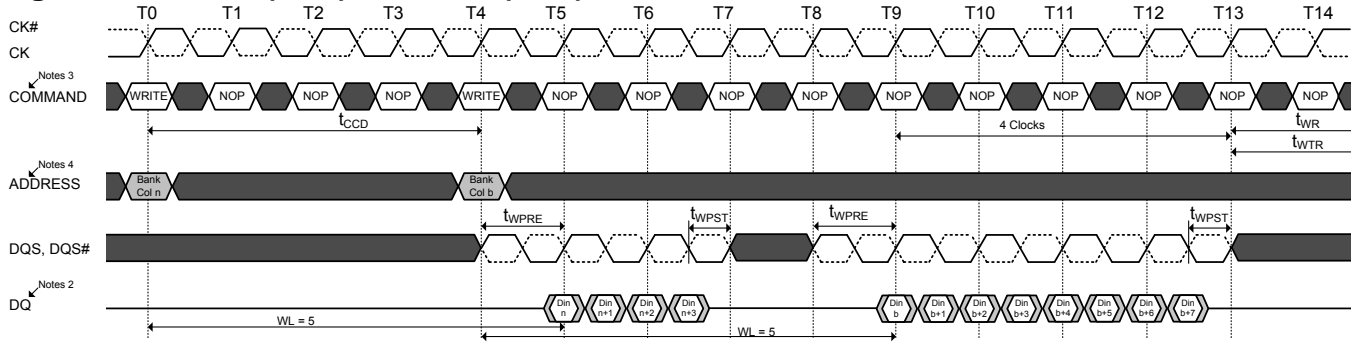 T0 T1 T2 T3 T4 T5 T6 T7 T8 T9 T10 T11 T12 T13 T14
CK#
CK
Notes 3
COMMAND WRITE NOP NOP NOP WRITE NOP NOP NOP NOP NOP NOP NOP NOP NOP NOP
tCCD 4 Clocks tWR
tWTR
Notes 4
ADDRESS Bank Col n Bank Col b
tWPRE tWPST tWPRE tWPST
DQS, DQS#
Notes 2
DQ Din n Din n+1 Din n+2 Din n+3 Din b Din b+1 Din b+2 Din b+3 Din b+4 Din b+5 Din b+6 Din b+7
WL = 5 WL = 5